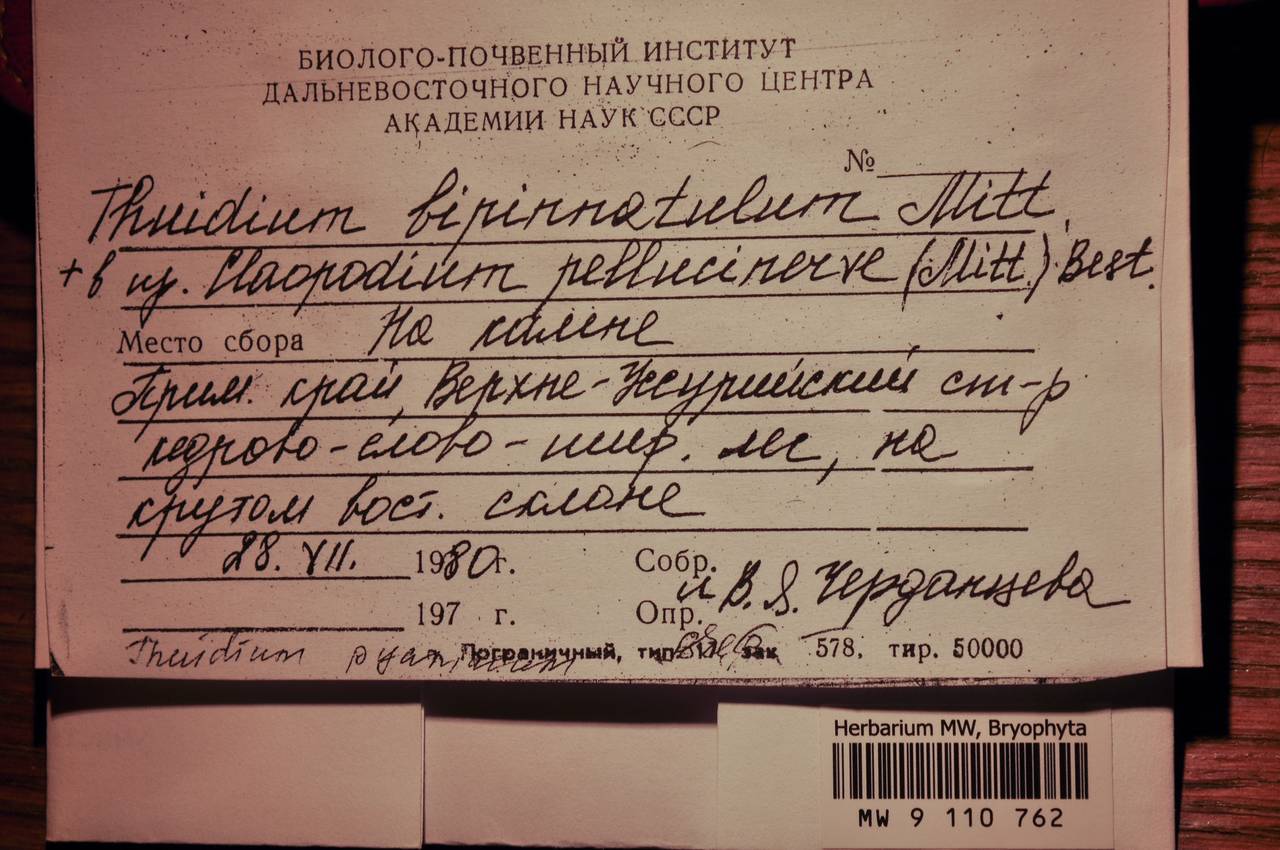 БИОЛОГО-ПОЧВЕННЫЙ ИНСТИТУТ
ДАЛЬНЕВОСТОЧНОГО НАУЧНОГО ЦЕНТРА
АКАДЕМИИ НАУК СССР
№
Thuidium bipinnatulum Mitt.
+ в пр. Claopodium pellucinerve (Mitt.) Best.
Место сбора На камне
Прим. край, Верхне-Уссурийский ст-р
кедрово-елово-шир. лес, на
крутом вост. склоне
28. VII. 1980 г. Собр.
и В. Я. Черданцева
197 г. Опр.
Thuidium
Пограничный, тип. зак 578, тир. 50000
Herbarium MW, Bryophyta
MW 9 110 762